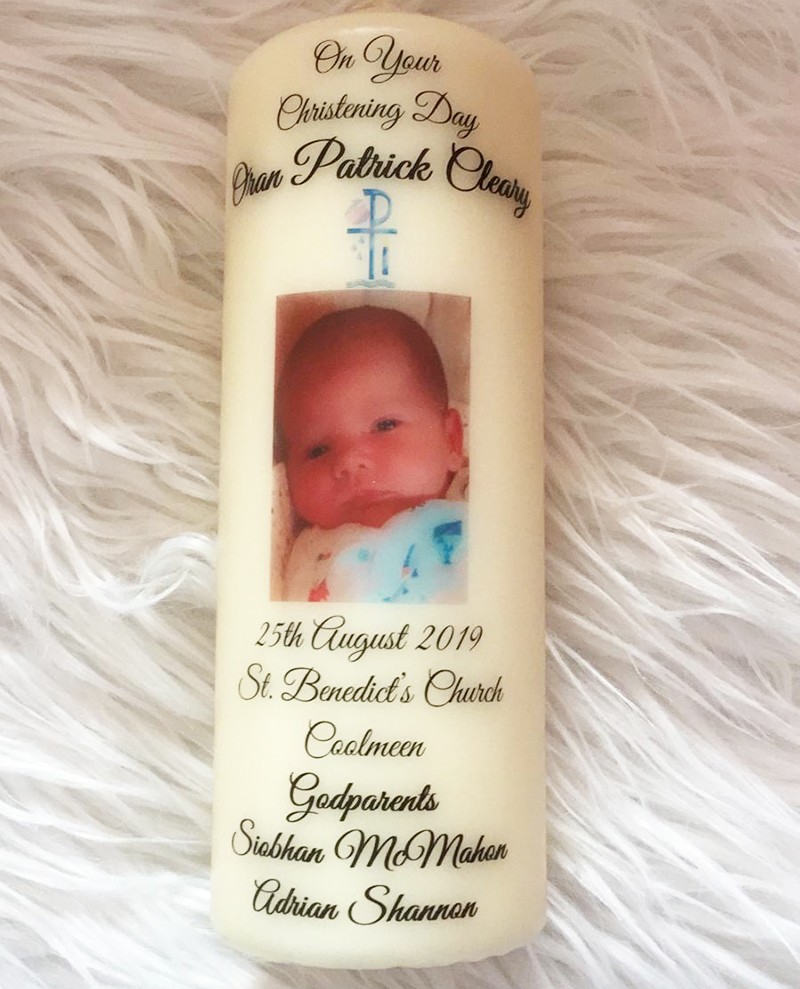 On Your
Christening Day
Oran Patrick Cleary
25th August 2019
St. Benedict's Church
Coolmeen
Godparents
Siobhan McMahon
Adrian Shannon